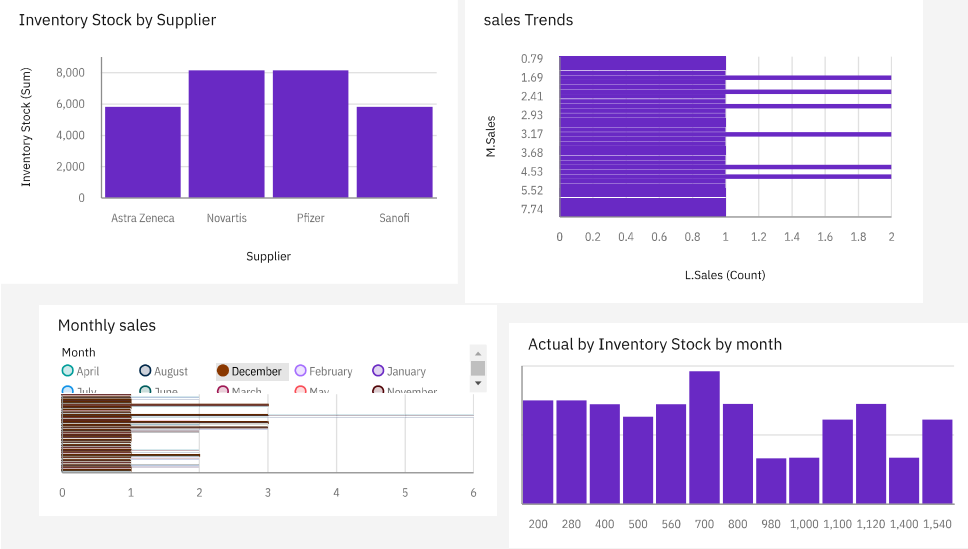 Inventory Stock by Supplier
Inventory Stock (Sum)
8,000
6,000
4,000
2,000
0
Astra Zeneca Novartis Pfizer Sanofi
Supplier
sales Trends
M.Sales
0.79
1.69
2.41
2.93
3.17
3.68
4.53
5.52
7.74
0 0.2 0.4 0.6 0.8 1 1.2 1.4 1.6 1.8 2
L.Sales (Count)
Monthly sales
Month
April August December February January
July June March May November
0 1 2 3 4 5 6
Actual by Inventory Stock by month
200 280 400 500 560 700 800 980 1,000 1,100 1,120 1,400 1,540